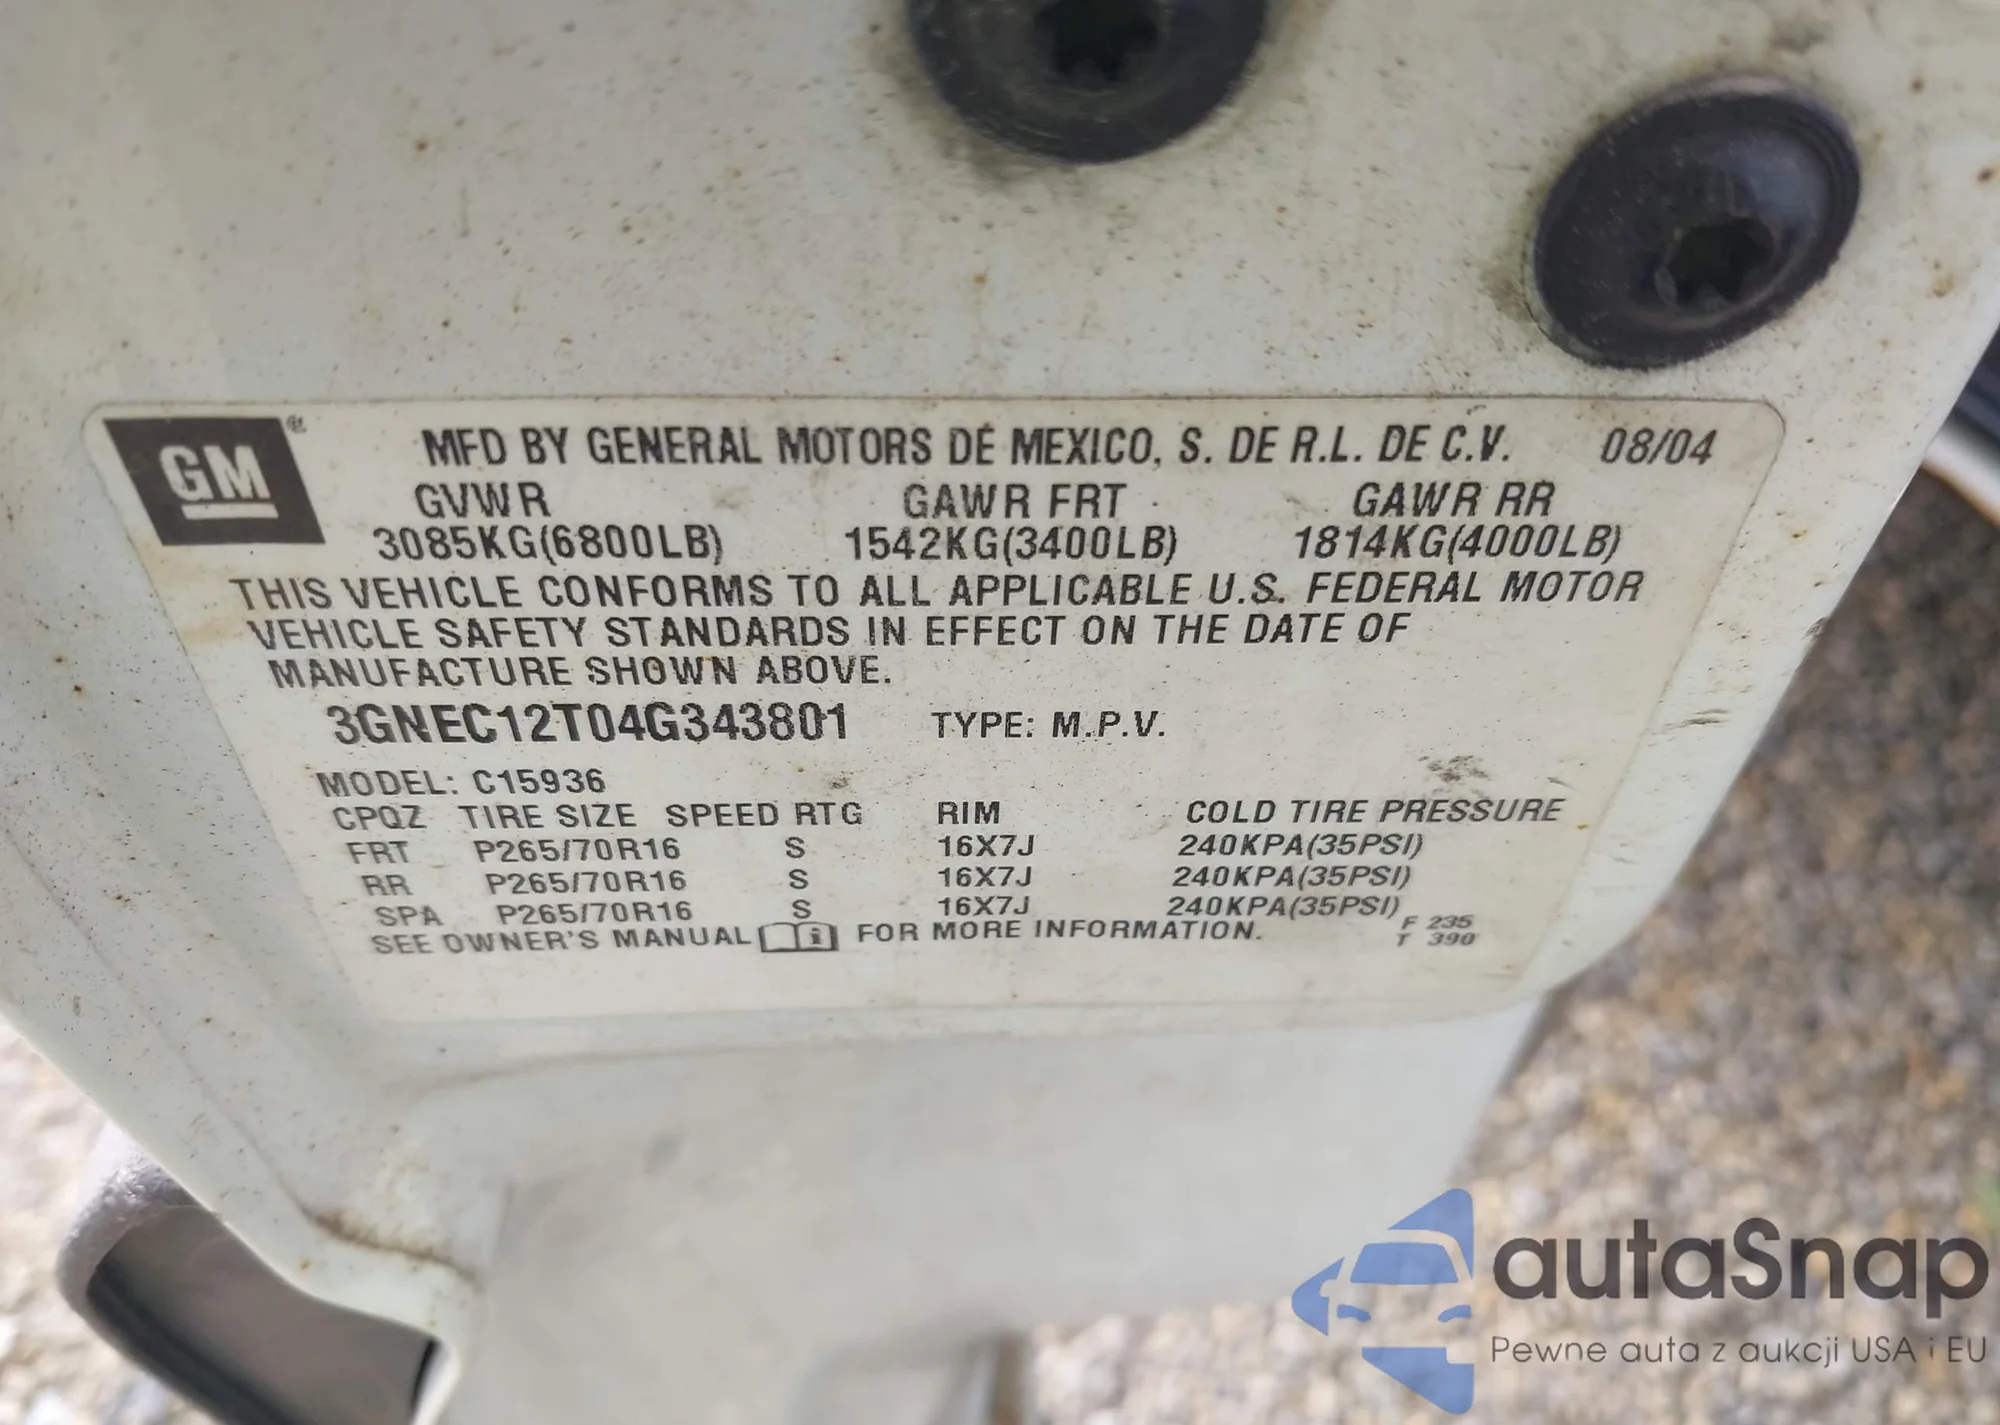 GM ®
MFD BY GENERAL MOTORS DE MEXICO, S. DE R.L. DE C.V. 08/04
GVWR GAWR FRT GAWR RR
3085KG(6800LB) 1542KG(3400LB) 1814KG(4000LB)
THIS VEHICLE CONFORMS TO ALL APPLICABLE U.S. FEDERAL MOTOR
VEHICLE SAFETY STANDARDS IN EFFECT ON THE DATE OF
MANUFACTURE SHOWN ABOVE.
3GNEC12T04G343801 TYPE: M.P.V.
MODEL: C15936
CPQZ TIRE SIZE SPEED RTG RIM COLD TIRE PRESSURE
FRT P265/70R16 S 16X7J 240KPA(35PSI)
RR P265/70R16 S 16X7J 240KPA(35PSI)
SPA P265/70R16 S 16X7J 240KPA(35PSI)
SEE OWNER'S MANUAL i FOR MORE INFORMATION.
F 235
T 390
autaSnap
Pewne auta z aukcji USA i EU